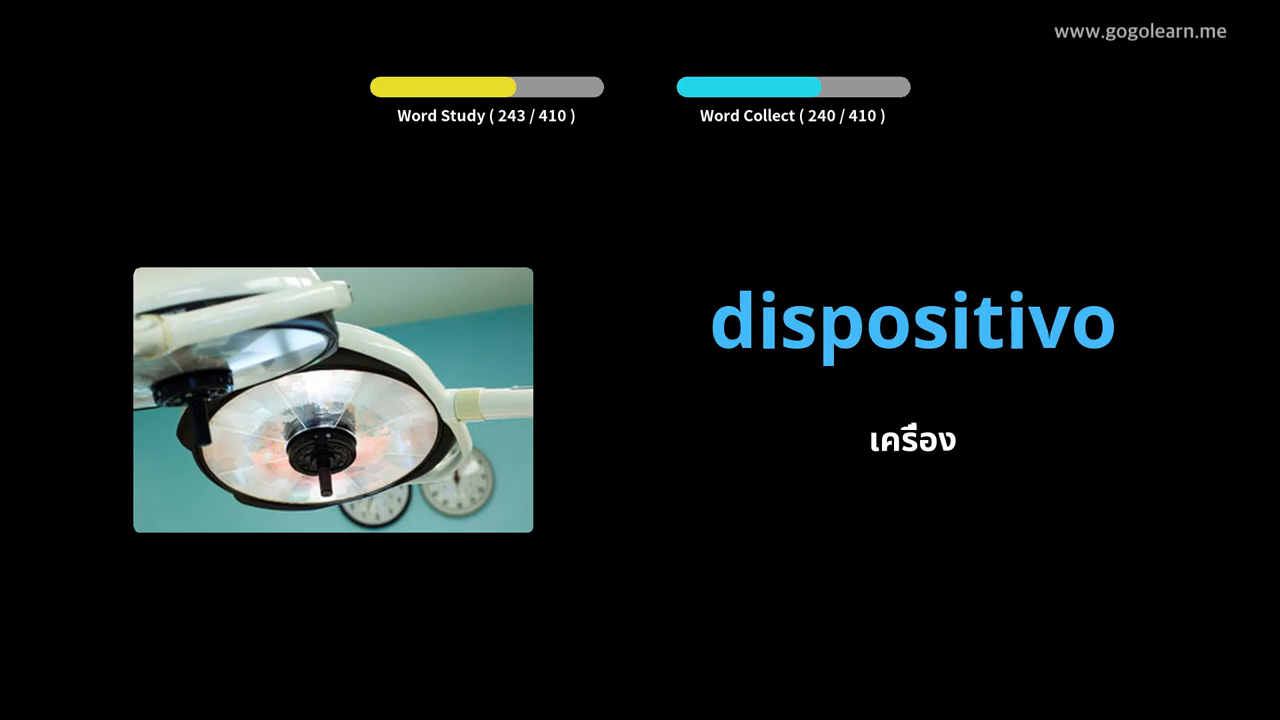 www.gogolearn.me
Word Study ( 243 / 410 )
Word Collect ( 240 / 410 )
dispositivo
เครื่อง